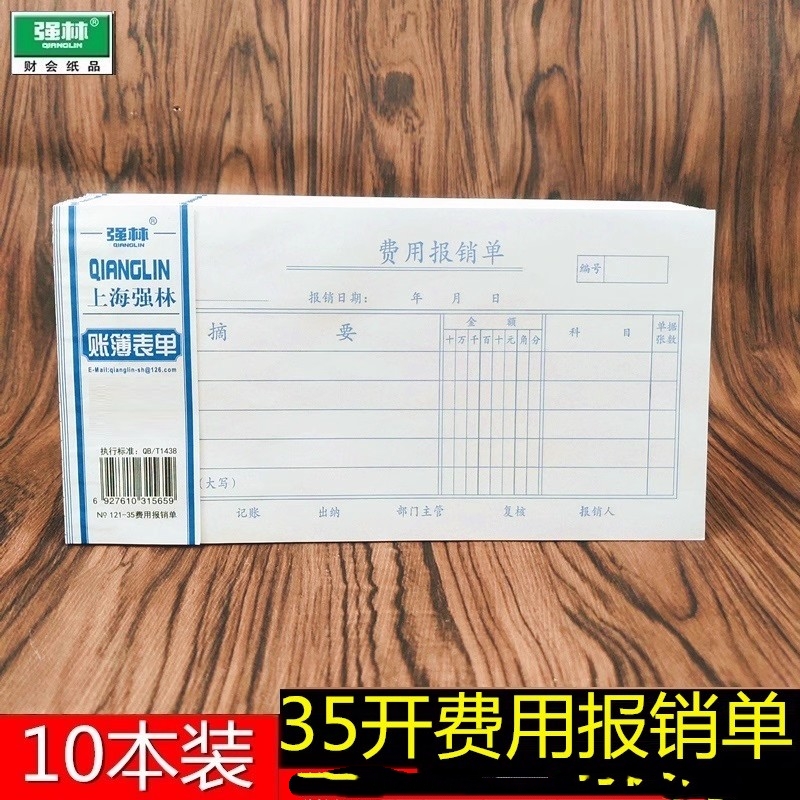 强林®
QIANGLIN
财会纸品
强林®
QIANGLIN
QIANGLIN
上海强林
账簿表单
E-Mail:qianglin-sh@126.com
执行标准：QB/T1438
6 927610 315659
№ 121-35费用报销单
费用报销单
编号
报销日期： 年 月 日
摘 要
金 额
十万千百十元角分
科 目
单据
张数
(大写)
记账 出纳 部门主管 复核 报销人
10本装
35开费用报销单